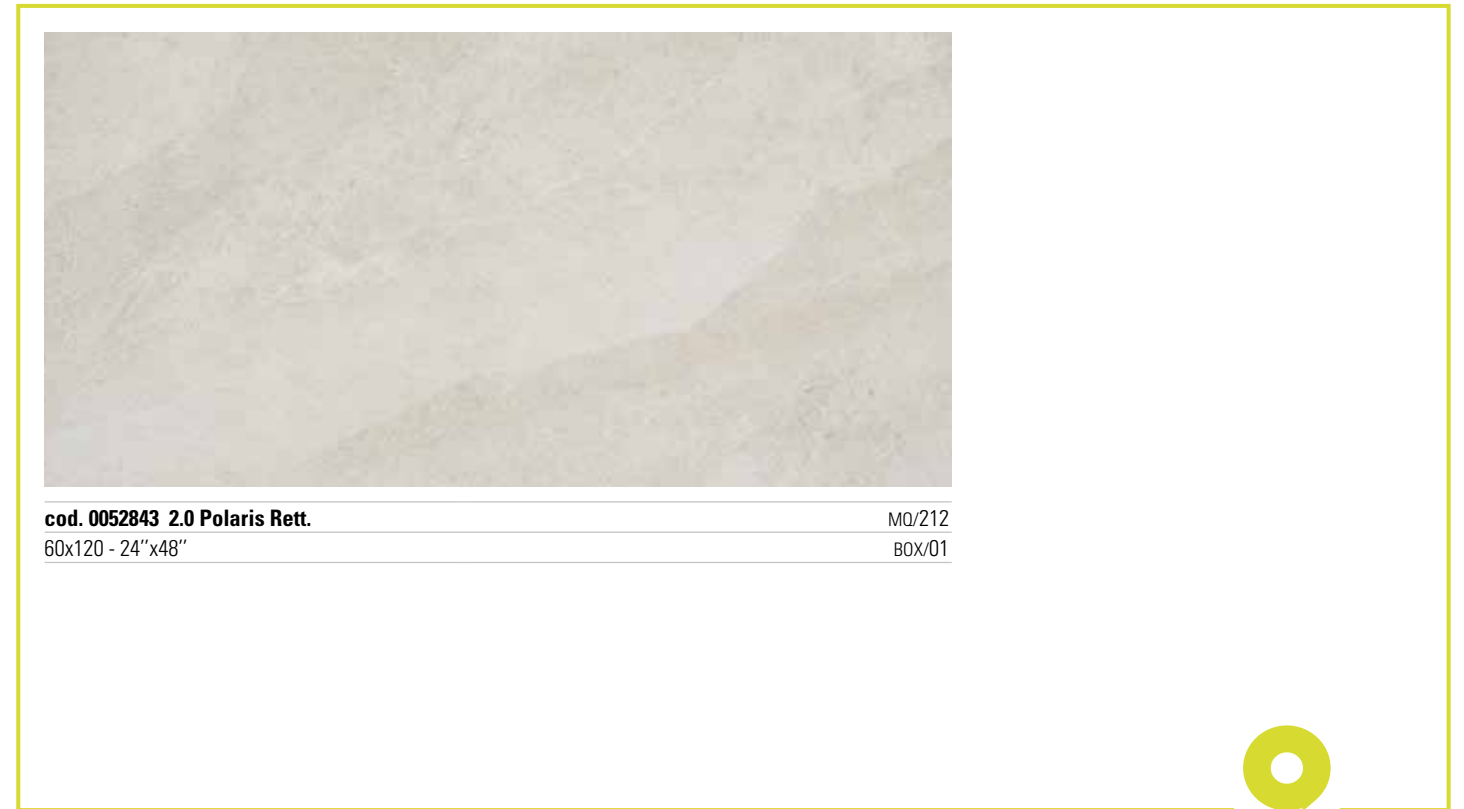 cod. 0052843 2.0 Polaris Rett. MQ/212
60x120 - 24’’x48’’ BOX/01